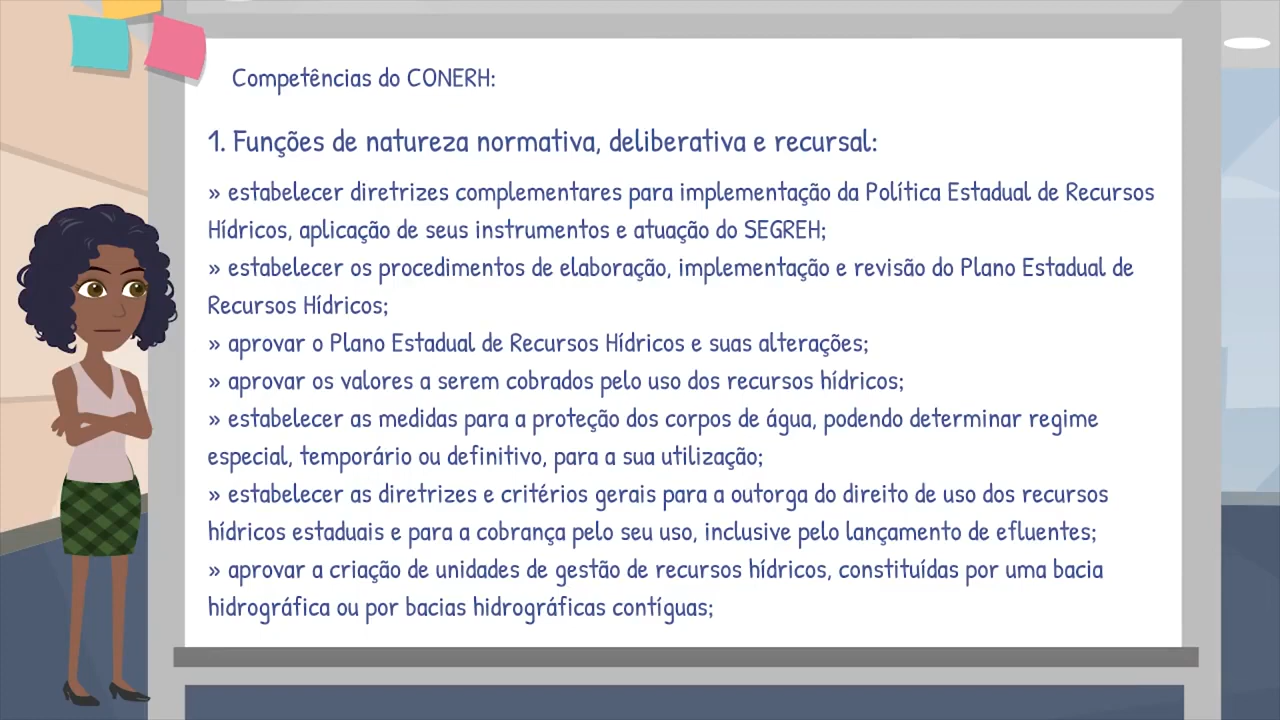 Competências do CONERH:
1. Funções de natureza normativa, deliberativa e recursal:
» estabelecer diretrizes complementares para implementação da Política Estadual de Recursos
Hídricos, aplicação de seus instrumentos e atuação do SEGREH;
» estabelecer os procedimentos de elaboração, implementação e revisão do Plano Estadual de
Recursos Hídricos;
» aprovar o Plano Estadual de Recursos Hídricos e suas alterações;
» aprovar os valores a serem cobrados pelo uso dos recursos hídricos;
» estabelecer as medidas para a proteção dos corpos de água, podendo determinar regime
especial, temporário ou definitivo, para a sua utilização;
» estabelecer as diretrizes e critérios gerais para a outorga do direito de uso dos recursos
hídricos estaduais e para a cobrança pelo seu uso, inclusive pelo lançamento de efluentes;
» aprovar a criação de unidades de gestão de recursos hídricos, constituídas por uma bacia
hidrográfica ou por bacias hidrográficas contíguas;